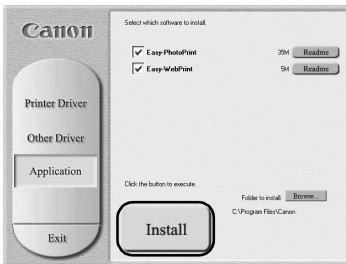 Canon
Select which software to install.
Easy-PhotoPrint 35M Readme
Easy-WebPrint 5M Readme
Printer Driver
Other Driver
Application
Exit
Click the button to execute.
Install
Folder to install: Browse...
C:\Program Files\Canon